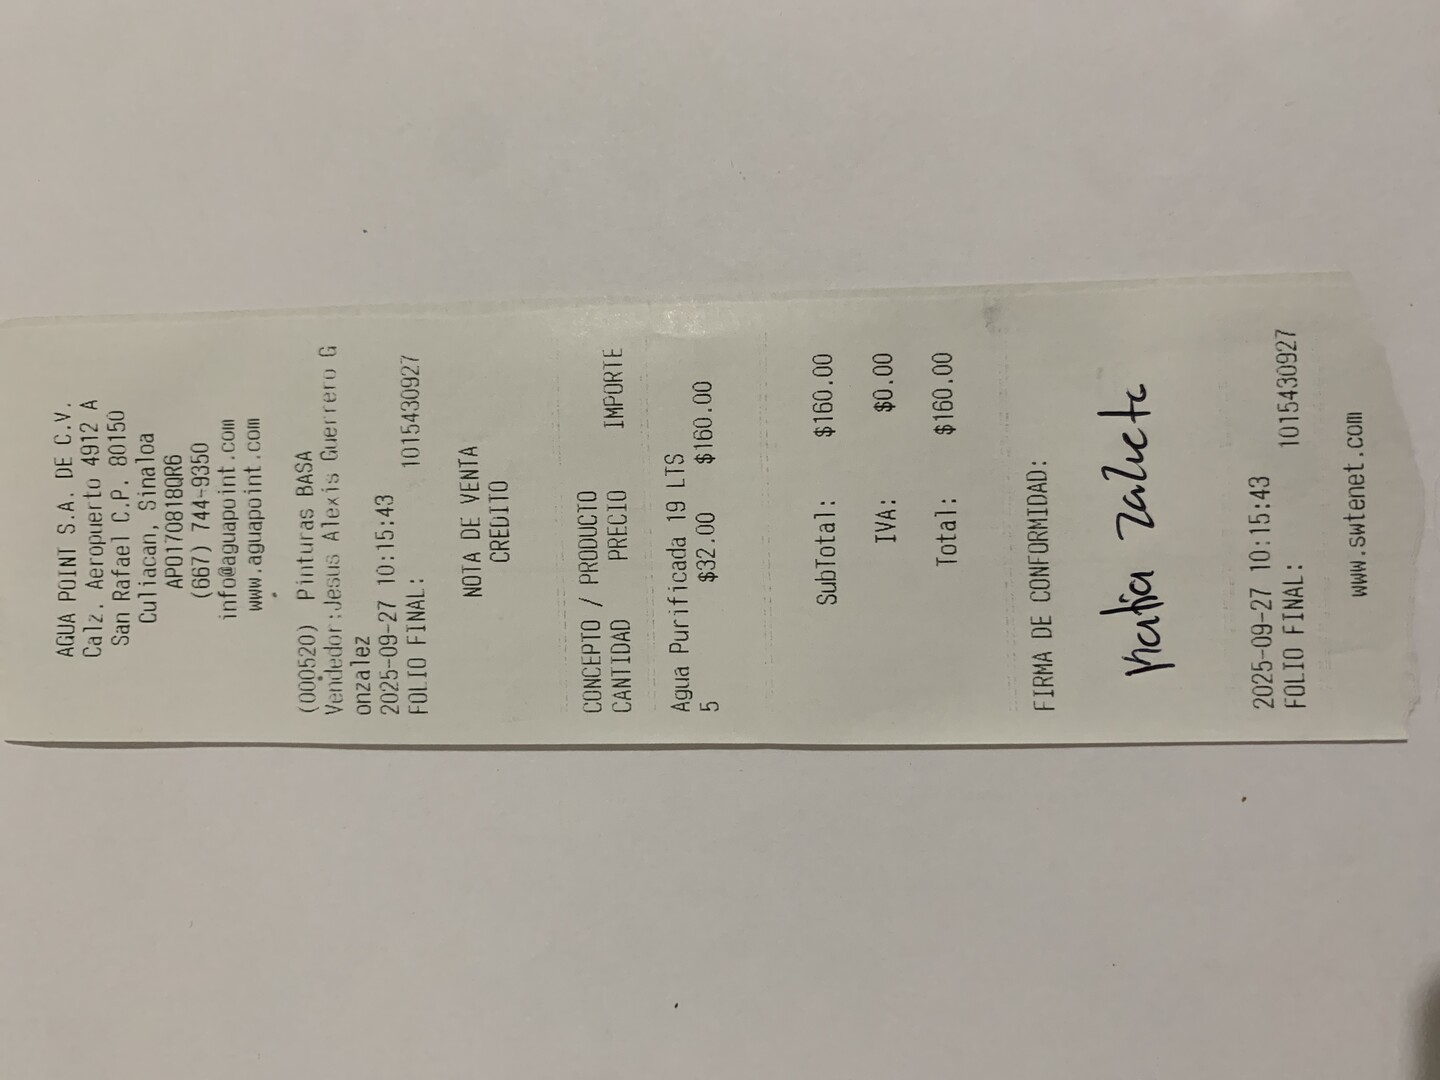 AGUA POINT S.A. DE C.V.
Calz. Aeropuerto 4912 A
San Rafael C.P. 80150
Culiacan, Sinaloa
APO170818QR6
(667) 744-9350
info@aguapoint.com
www.aguapoint.com
(000520) Pinturas BASA
Vendedor:Jesus Alexis Guerrero G
onzalez
2025-09-27 10:15:43
FOLIO FINAL: 1015430927
NOTA DE VENTA
CREDITO
CONCEPTO / PRODUCTO
CANTIDAD PRECIO IMPORTE
Agua Purificada 19 LTS
5 $32.00 $160.00
SubTotal: $160.00
IVA: $0.00
Total: $160.00
FIRMA DE CONFORMIDAD:
Katia Zazueta
2025-09-27 10:15:43
FOLIO FINAL: 1015430927
www.swtenet.com